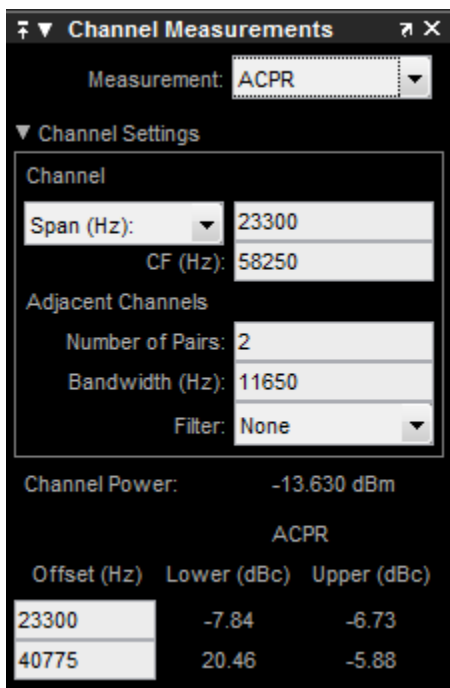 Channel Measurements
Measurement: ACPR
Channel Settings
Channel
Span (Hz): 23300
CF (Hz): 58250
Adjacent Channels
Number of Pairs: 2
Bandwidth (Hz): 11650
Filter: None
Channel Power: -13.630 dBm
ACPR
Offset (Hz) Lower (dBc) Upper (dBc)
23300 -7.84 -6.73
40775 20.46 -5.88